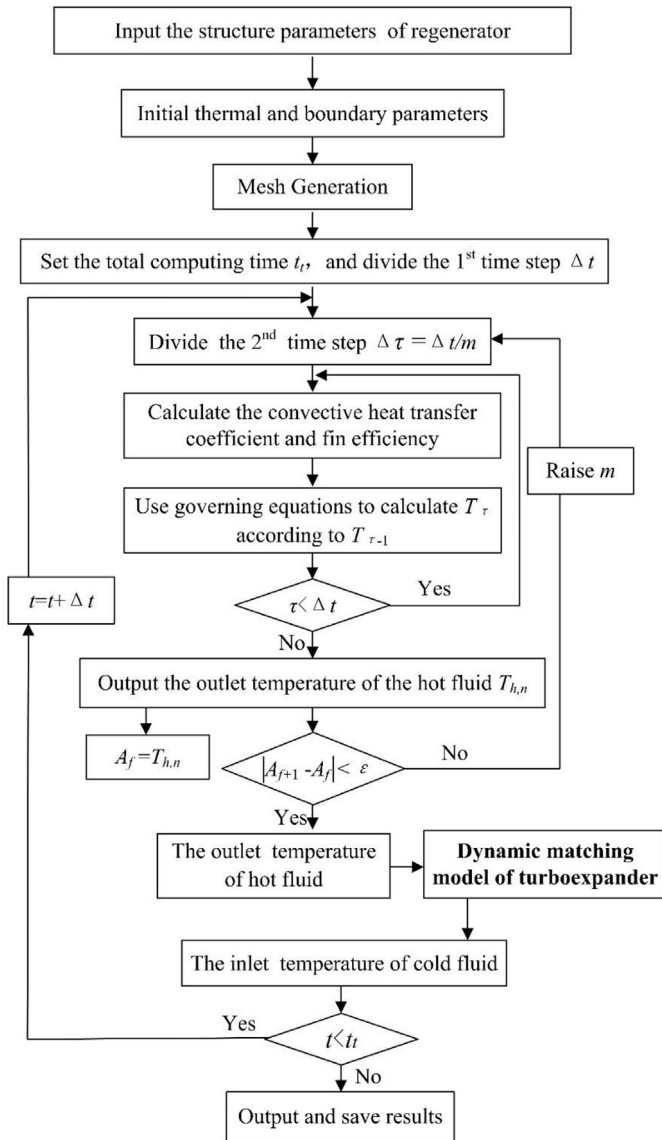 Input the structure parameters of regenerator
Initial thermal and boundary parameters
Mesh Generation
Set the total computing time tₜ, and divide the 1ˢᵗ time step Δt
Divide the 2ⁿᵈ time step Δτ = Δt/m
Calculate the convective heat transfer
coefficient and fin efficiency
Raise m
Use governing equations to calculate T_τ
according to T_τ-1
t=t+Δt
τ<Δt
Yes
No
Output the outlet temperature of the hot fluid T_h,n
A_f=T_h,n
|A_f+1 -A_f|< ε
No
Yes
The outlet temperature
of hot fluid
Dynamic matching
model of turboexpander
The inlet temperature of cold fluid
Yes
t<tₜ
No
Output and save results